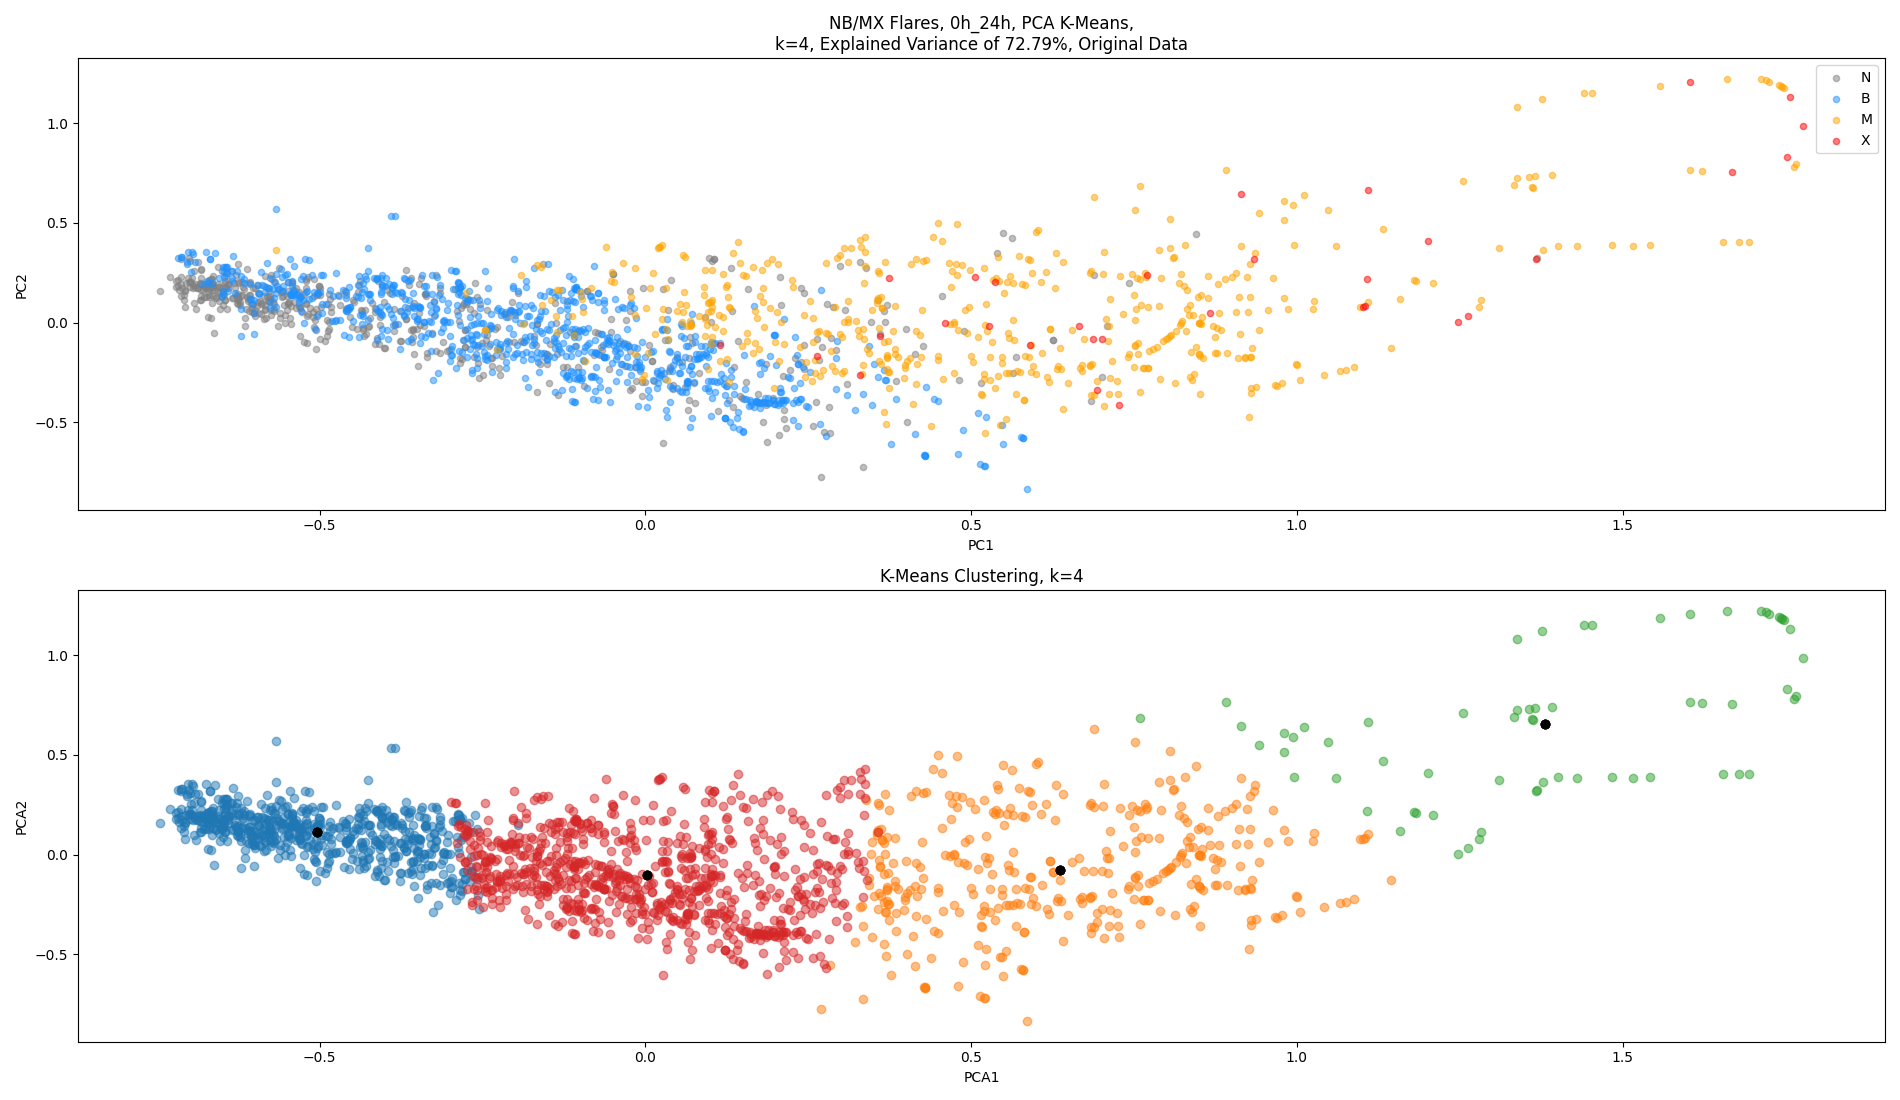 NB/MX Flares, 0h_24h, PCA K-Means,
k=4, Explained Variance of 72.79%, Original Data
N
B
M
X
1.0
0.5
0.0
−0.5
PC2
−0.5
0.0
0.5
1.0
1.5
PC1
K-Means Clustering, k=4
1.0
0.5
0.0
−0.5
PCA2
−0.5
0.0
0.5
1.0
1.5
PCA1